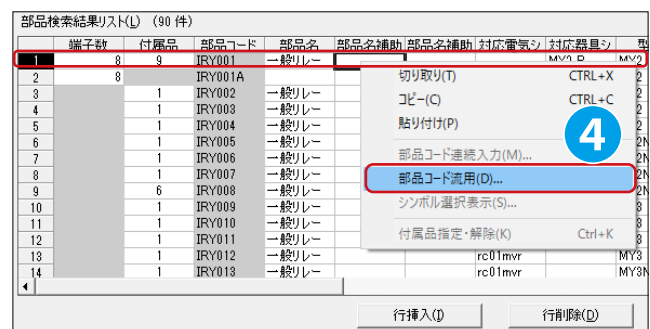 部品検索結果リスト(L) (90 件)
端子数 付属品 部品コード 部品名 部品名補助 部品名補助 対応電気シ 対応器具シ 型
1 8 9 IRY001 一般リレー MY2-R MY2
2 8 IRY001A
3 1 IRY002 一般リレー
4 1 IRY003 一般リレー
5 1 IRY004 一般リレー
6 1 IRY005 一般リレー
7 1 IRY006 一般リレー
8 1 IRY007 一般リレー
9 6 IRY008 一般リレー
10 1 IRY009 一般リレー
11 1 IRY010 一般リレー
12 1 IRY011 一般リレー
13 1 IRY012 一般リレー rc01mvr MY3
14 1 IRY013 一般リレー rc01mvr MY3N
切り取り(T) CTRL+X
コピー(C) CTRL+C
貼り付け(P)
4
部品コード連続入力(M)...
部品コード流用(D)...
シンボル選択表示(S)...
付属品指定・解除(K) Ctrl+K
行挿入(I) 行削除(D)